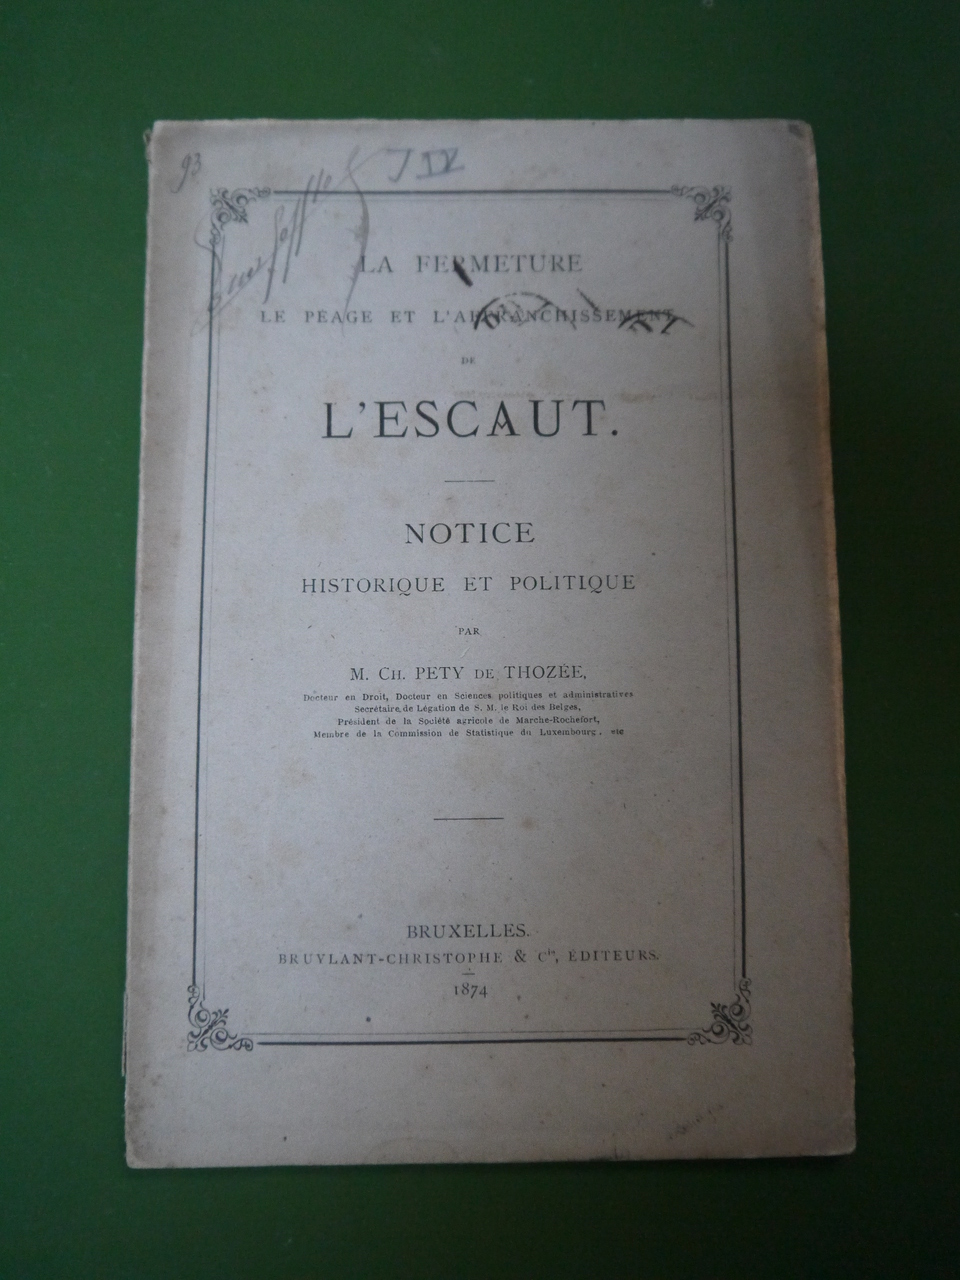 93
LA FERMETURE
LE PÉAGE ET L'AFFRANCHISSEMENT
DE
L'ESCAUT.
NOTICE
HISTORIQUE ET POLITIQUE
PAR
M. CH. PETY DE THOZÉE,
Docteur en Droit, Docteur en Sciences politiques et administratives
Secrétaire de Légation de S. M. le Roi des Belges,
Président de la Société agricole de Marche-Rochefort,
Membre de la Commission de Statistique du Luxembourg, etc
BRUXELLES.
BRUYLANT-CHRISTOPHE & Cie, ÉDITEURS.
1874